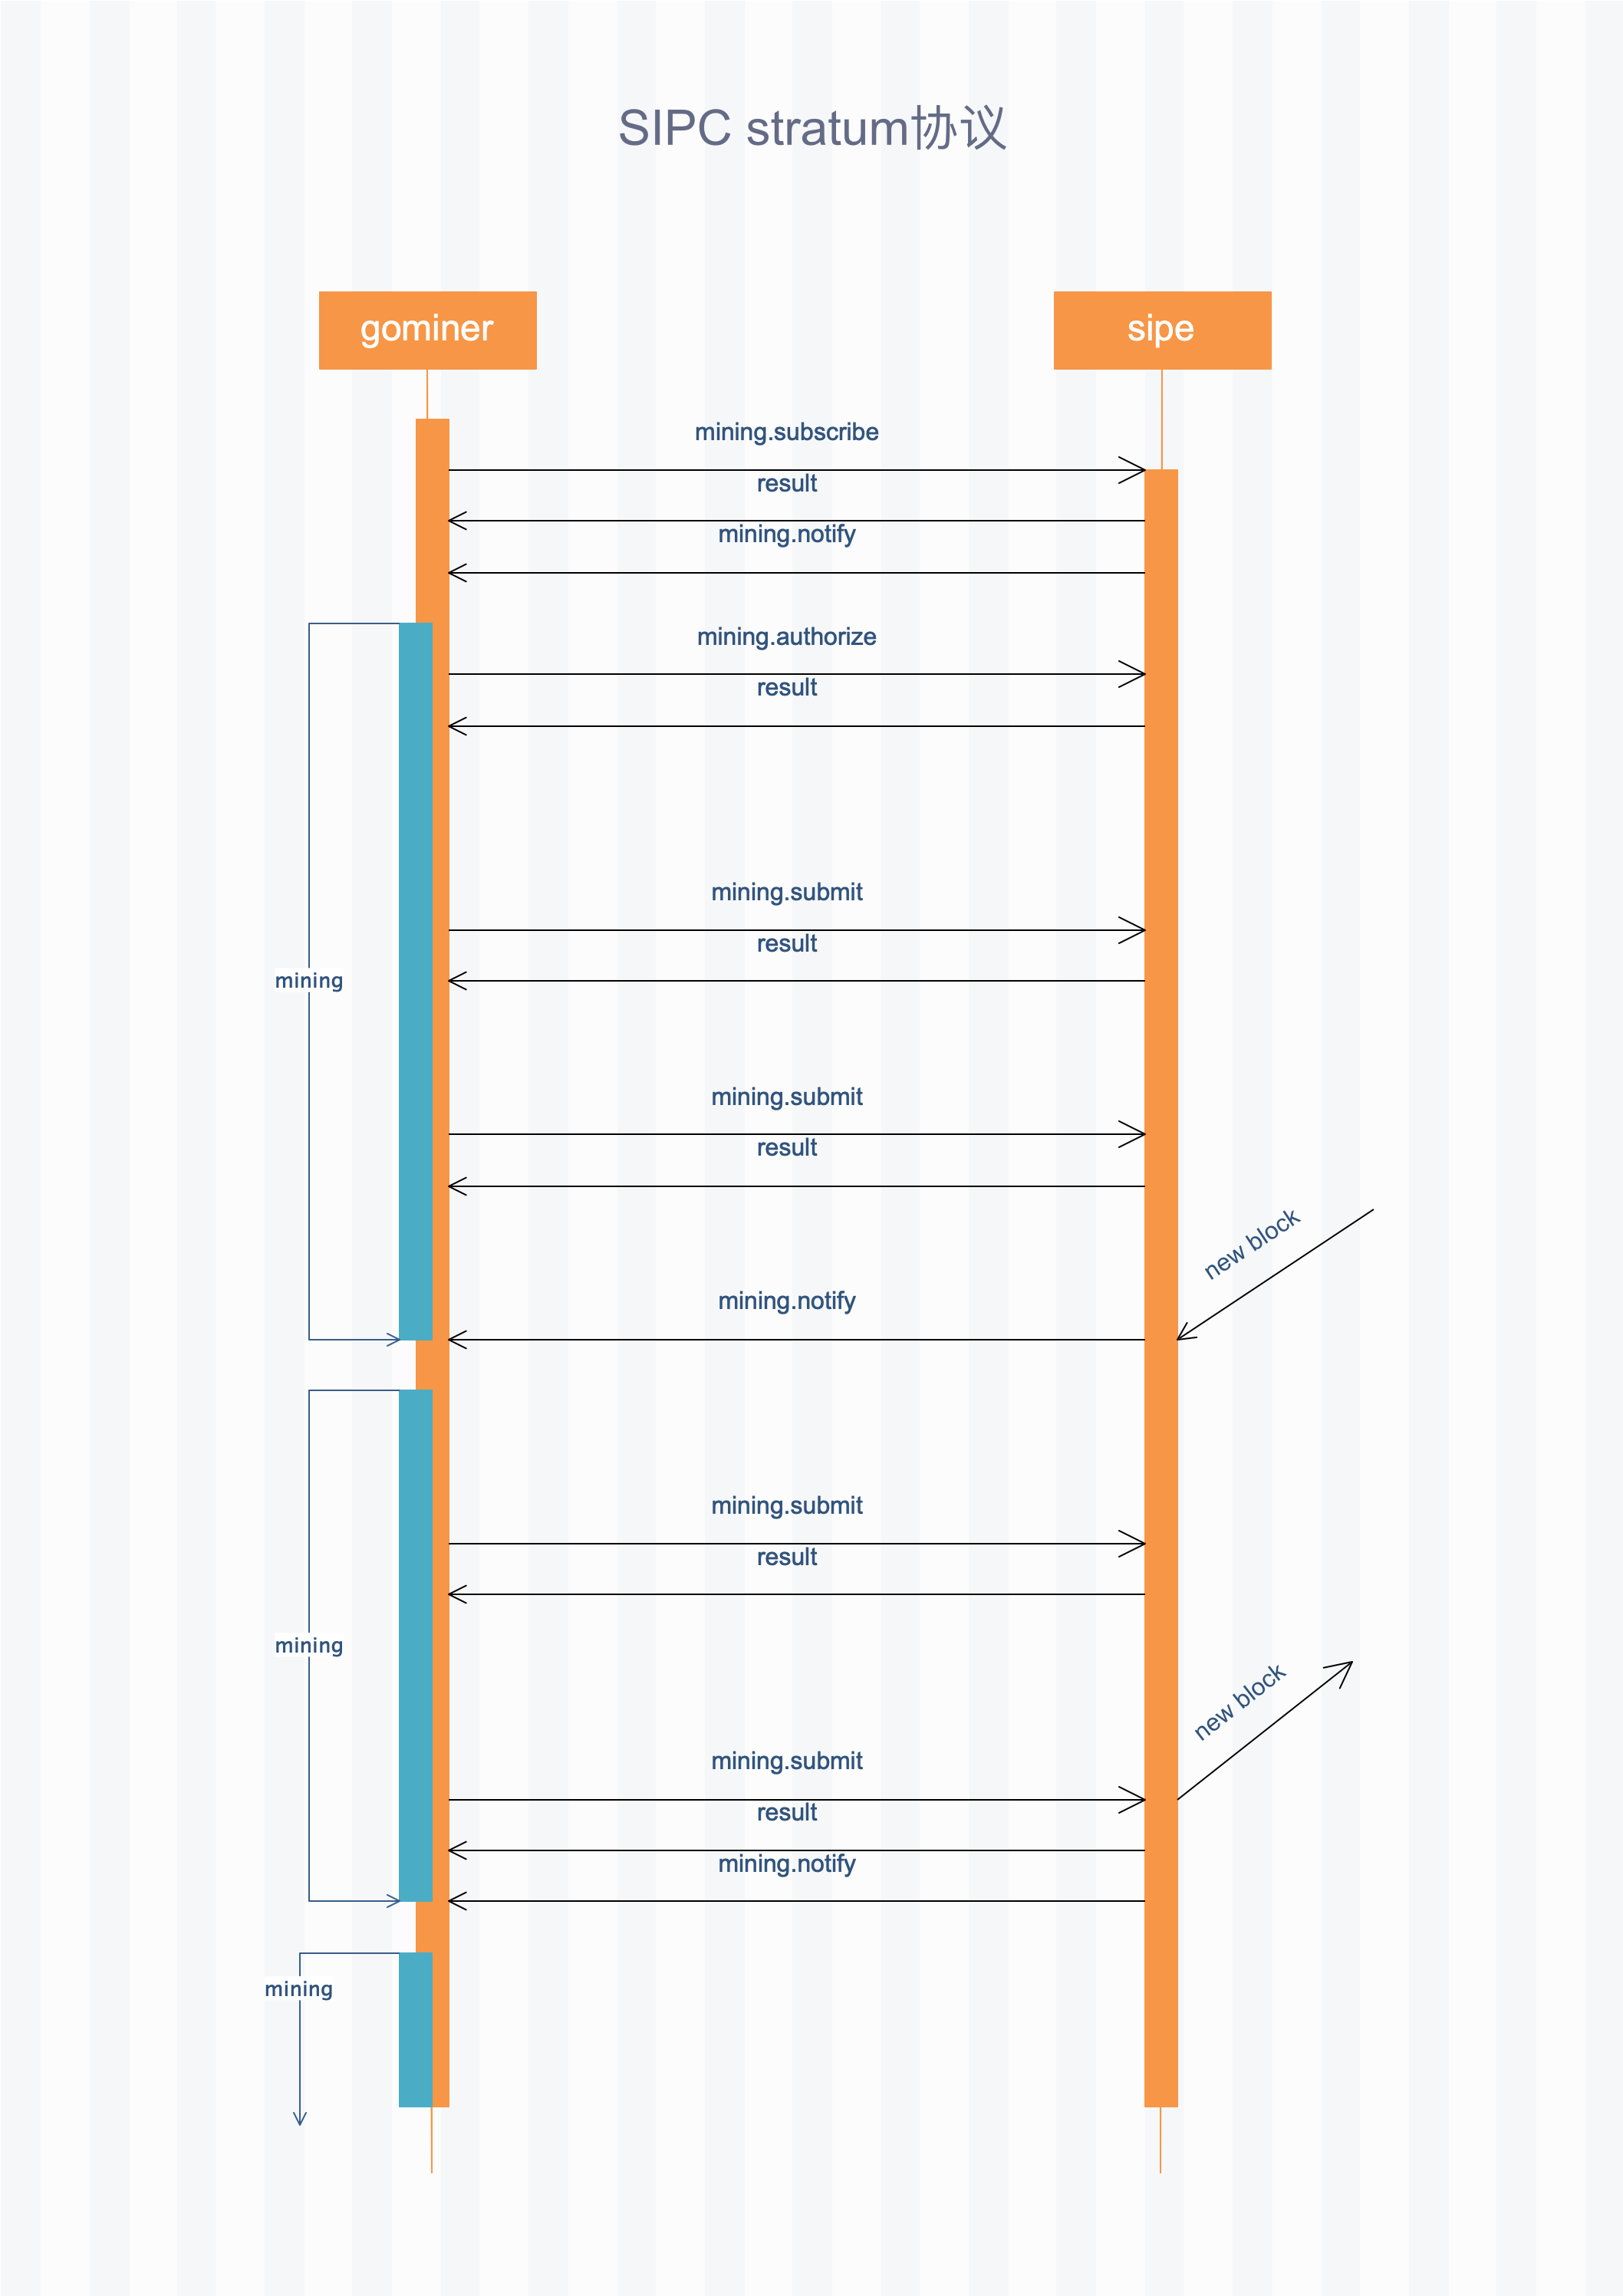 SIPC stratum协议
gominer
sipe
mining.subscribe
result
mining.notify
mining.authorize
result
mining.submit
result
mining
mining.submit
result
new block
mining.notify
mining.submit
result
mining
new block
mining.submit
result
mining.notify
mining